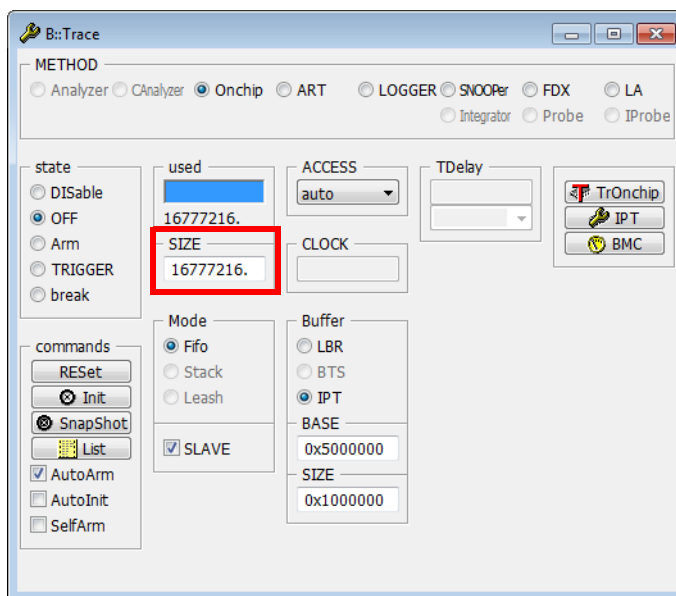 B::Trace
METHOD
Analyzer CAnalyzer Onchip ART LOGGER SNOOPer FDX LA
Integrator Probe IProbe
state
DISable
OFF
Arm
TRIGGER
break
used
16777216.
SIZE
16777216.
ACCESS
auto
CLOCK
TDelay
TrOnchip
IPT
BMC
commands
RESet
Init
SnapShot
List
AutoArm
AutoInit
SelfArm
Mode
Fifo
Stack
Leash
SLAVE
Buffer
LBR
BTS
IPT
BASE
0x5000000
SIZE
0x1000000